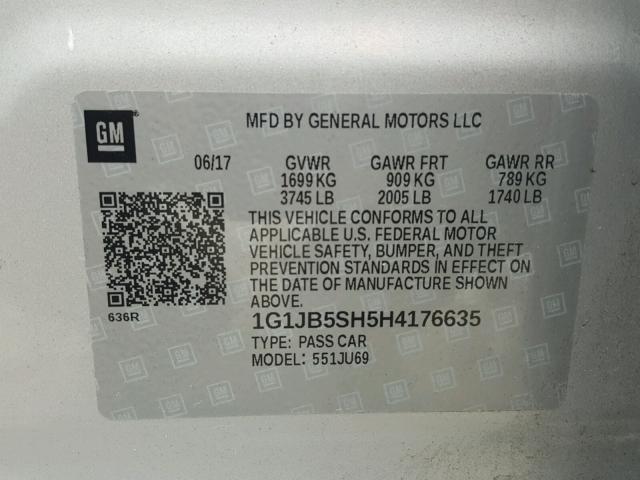 GM ®
MFD BY GENERAL MOTORS LLC
06/17 GVWR GAWR FRT GAWR RR
1699 KG 909 KG 789 KG
3745 LB 2005 LB 1740 LB
THIS VEHICLE CONFORMS TO ALL
APPLICABLE U.S. FEDERAL MOTOR
VEHICLE SAFETY, BUMPER, AND THEFT
PREVENTION STANDARDS IN EFFECT ON
THE DATE OF MANUFACTURE SHOWN
ABOVE.
636R
1G1JB5SH5H4176635
TYPE: PASS CAR
MODEL: 551JU69